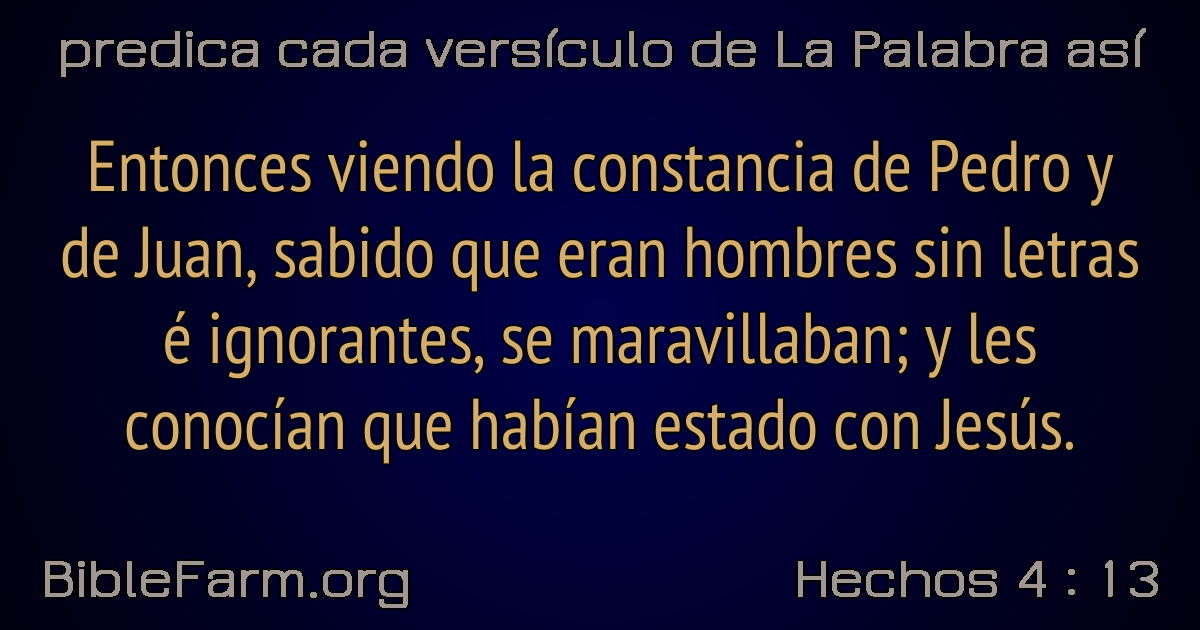 predica cada versículo de La Palabra así
Entonces viendo la constancia de Pedro y
de Juan, sabido que eran hombres sin letras
é ignorantes, se maravillaban; y les
conocían que habían estado con Jesús.
BibleFarm.org
Hechos 4 : 13